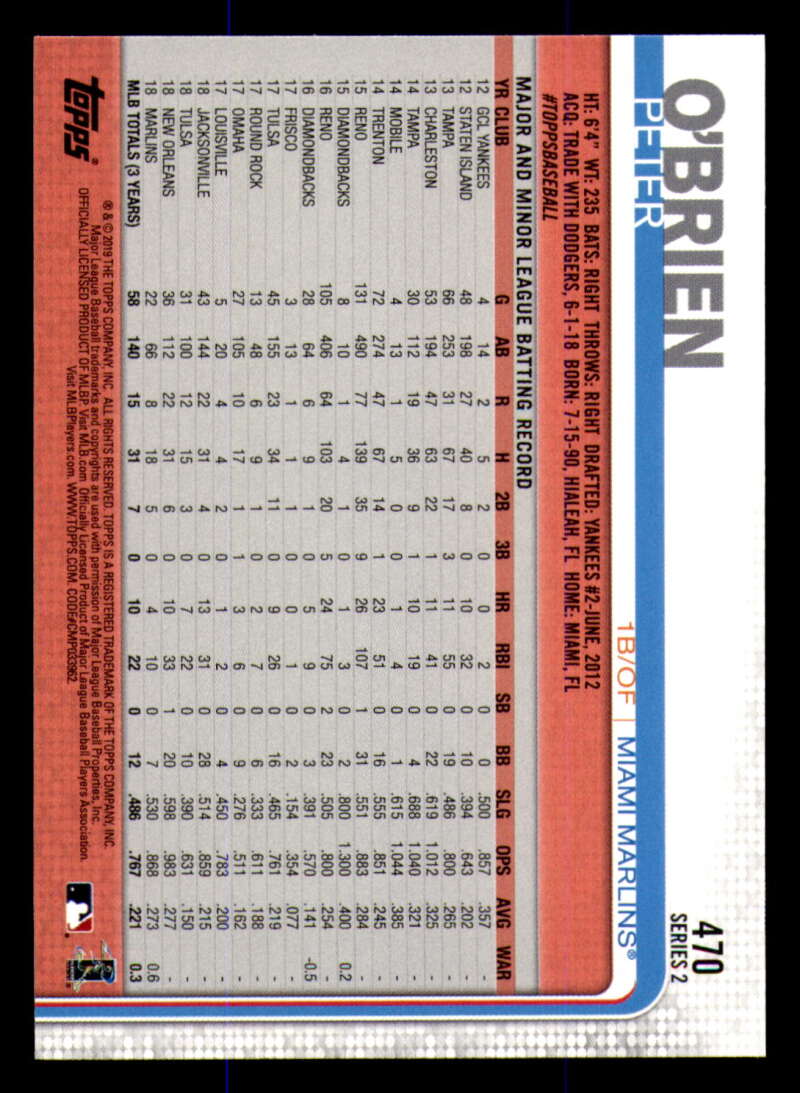 O'BRIEN
PETER
470
SERIES 2
1B/OF | MIAMI MARLINS®
HT: 6'4" WT: 235 BATS: RIGHT THROWS: RIGHT DRAFTED: YANKEES #2-JUNE, 2012
ACQ: TRADE WITH DODGERS, 6-1-18 BORN: 7-15-90, HIALEAH, FL HOME: MIAMI, FL
#TOPPSBASEBALL
MAJOR AND MINOR LEAGUE BATTING RECORD
YR CLUB G AB R H 2B 3B HR RBI SB BB SLG OPS AVG WAR
12 GCL YANKEES 4 14 2 5 2 0 0 2 0 0 .500 .857 .357 -
12 STATEN ISLAND 48 198 27 40 8 0 10 32 0 10 .394 .643 .202 -
13 TAMPA 66 253 31 67 17 3 11 55 0 19 .486 .800 .265 -
13 CHARLESTON 53 194 47 63 22 1 11 41 0 22 .619 1.012 .325 -
14 TAMPA 30 112 19 36 9 1 10 19 0 4 .688 1.040 .321 -
14 MOBILE 4 13 1 5 0 0 1 4 0 1 .615 1.044 .385 -
14 TRENTON 72 274 47 67 14 1 23 51 0 16 .555 .851 .245 -
15 RENO 131 490 77 139 35 9 26 107 1 31 .551 .883 .284 -
15 DIAMONDBACKS 8 10 1 4 1 0 1 3 0 2 .800 1.300 .400 0.2
16 RENO 105 406 64 103 20 5 24 75 2 23 .505 .800 .254 -
16 DIAMONDBACKS 28 64 6 9 1 0 5 9 0 3 .391 .570 .141 -0.5
17 FRISCO 3 13 1 1 1 0 0 1 0 2 .154 .354 .077 -
17 TULSA 45 155 23 34 11 0 9 26 0 16 .465 .761 .219 -
17 ROUND ROCK 13 48 6 9 1 0 2 7 0 6 .333 .611 .188 -
17 OMAHA 27 105 10 17 1 1 3 6 0 9 .276 .511 .162 -
17 LOUISVILLE 5 20 4 4 2 0 1 2 0 4 .450 .783 .200 -
18 JACKSONVILLE 43 144 22 31 4 0 13 31 0 28 .514 .859 .215 -
18 TULSA 31 100 12 15 3 0 7 22 0 10 .390 .631 .150 -
18 NEW ORLEANS 36 112 22 31 6 0 10 33 1 20 .598 .983 .277 -
18 MARLINS 22 66 8 18 5 0 4 10 0 7 .530 .868 .273 0.6
MLB TOTALS (3 YEARS) 58 140 15 31 7 0 10 22 0 12 .486 .767 .221 0.3
topps®
® & © 2019 THE TOPPS COMPANY, INC. ALL RIGHTS RESERVED. TOPPS IS A REGISTERED TRADEMARK OF THE TOPPS COMPANY, INC.
Major League Baseball trademarks and copyrights are used with permission of Major League Baseball Properties, Inc.
OFFICIALLY LICENSED PRODUCT OF MLBP. Visit MLB.com. Officially Licensed Product of Major League Baseball Players Association.
Visit MLBPlayers.com. WWW.TOPPS.COM. CODE#CMP033962